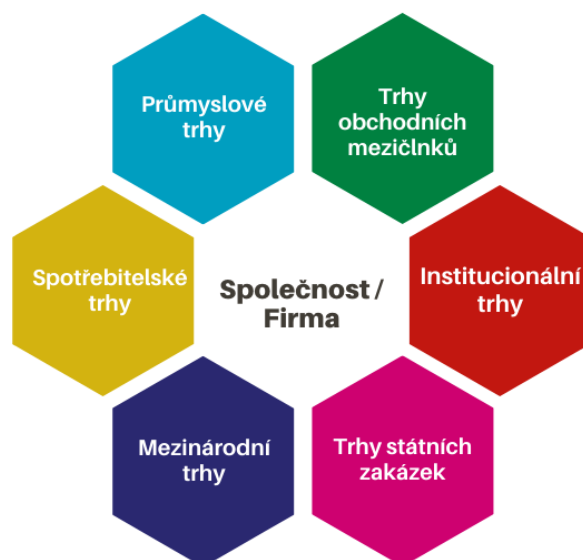 Průmyslové
trhy
Trhy
obchodních
mezičlnků
Spotřebitelské
trhy
Společnost /
Firma
Institucionální
trhy
Mezinárodní
trhy
Trhy státních
zakázek